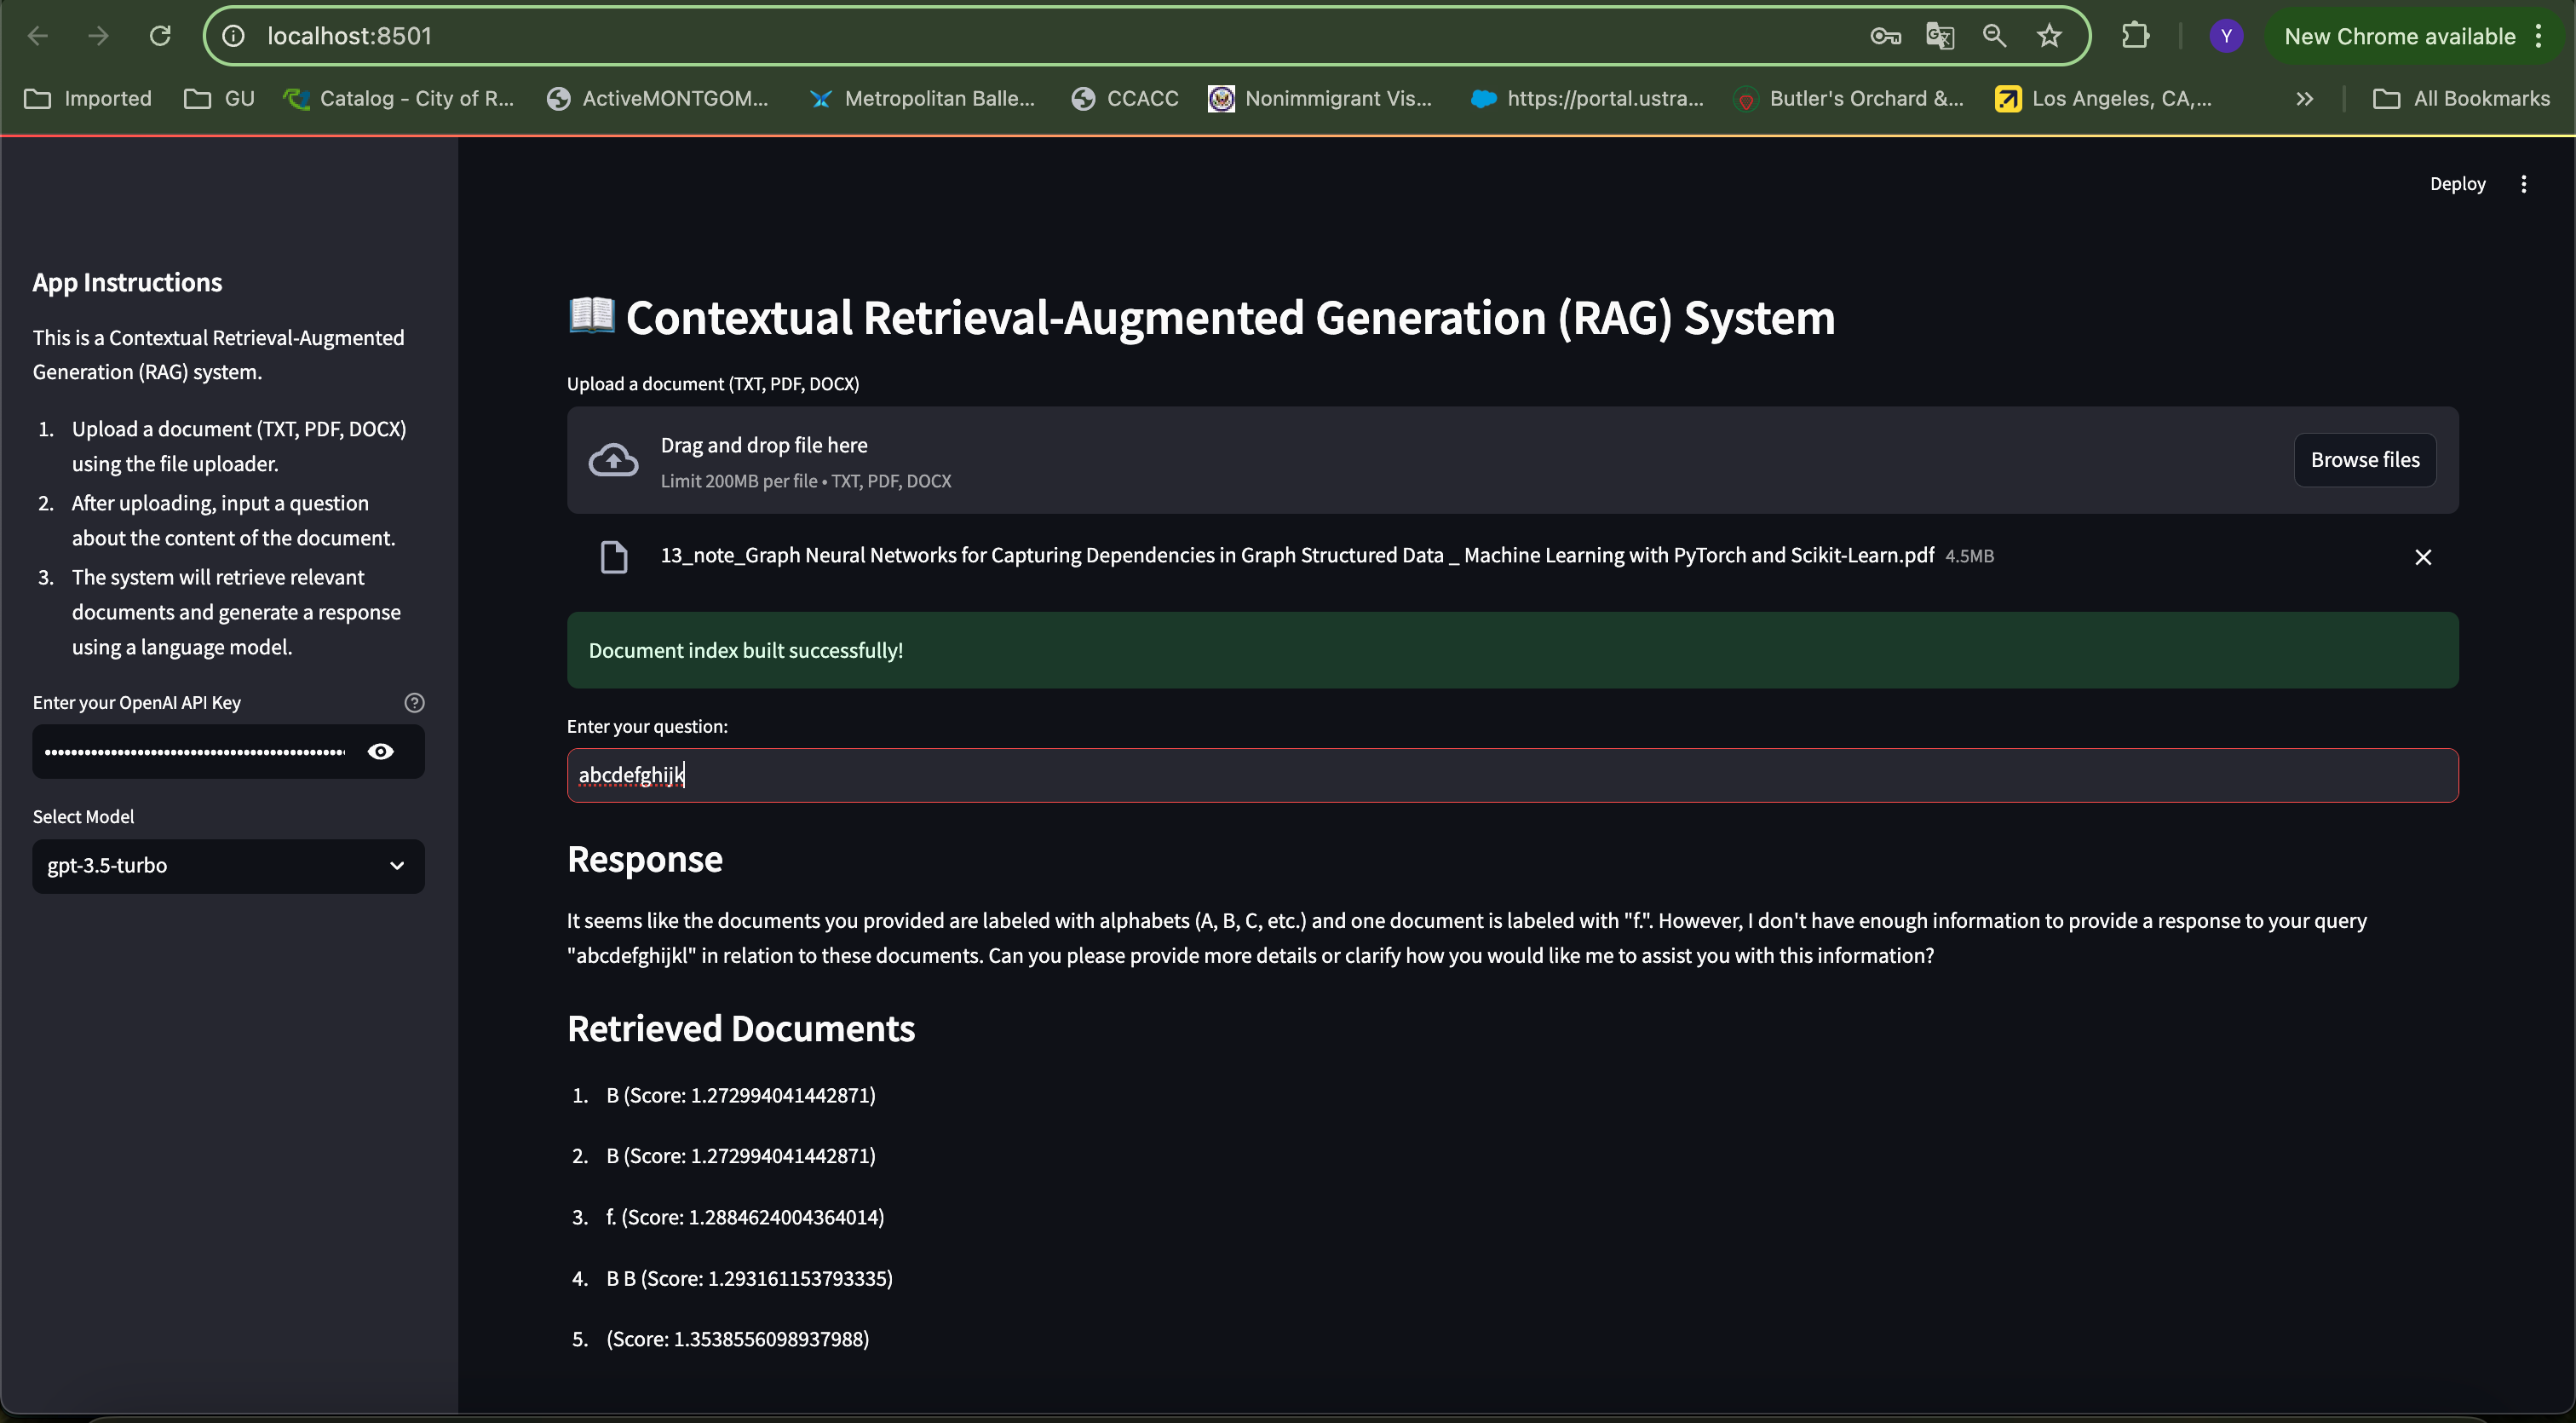 localhost:8501
Y
New Chrome available
Imported
GU
Catalog - City of R...
ActiveMONTGOM...
Metropolitan Balle...
CCACC
Nonimmigrant Vis...
https://portal.ustra...
Butler's Orchard &...
Los Angeles, CA,...
All Bookmarks
Deploy
App Instructions
This is a Contextual Retrieval-Augmented
Generation (RAG) system.
1. Upload a document (TXT, PDF, DOCX)
using the file uploader.
2. After uploading, input a question
about the content of the document.
3. The system will retrieve relevant
documents and generate a response
using a language model.
Enter your OpenAI API Key
Select Model
gpt-3.5-turbo
Contextual Retrieval-Augmented Generation (RAG) System
Upload a document (TXT, PDF, DOCX)
Drag and drop file here
Limit 200MB per file • TXT, PDF, DOCX
Browse files
13_note_Graph Neural Networks for Capturing Dependencies in Graph Structured Data _ Machine Learning with PyTorch and Scikit-Learn.pdf 4.5MB
Document index built successfully!
Enter your question:
abcdefghijk
Response
It seems like the documents you provided are labeled with alphabets (A, B, C, etc.) and one document is labeled with "f.". However, I don't have enough information to provide a response to your query
"abcdefghijkl" in relation to these documents. Can you please provide more details or clarify how you would like me to assist you with this information?
Retrieved Documents
1. B (Score: 1.272994041442871)
2. B (Score: 1.272994041442871)
3. f. (Score: 1.2884624004364014)
4. B B (Score: 1.293161153793335)
5. (Score: 1.3538556098937988)